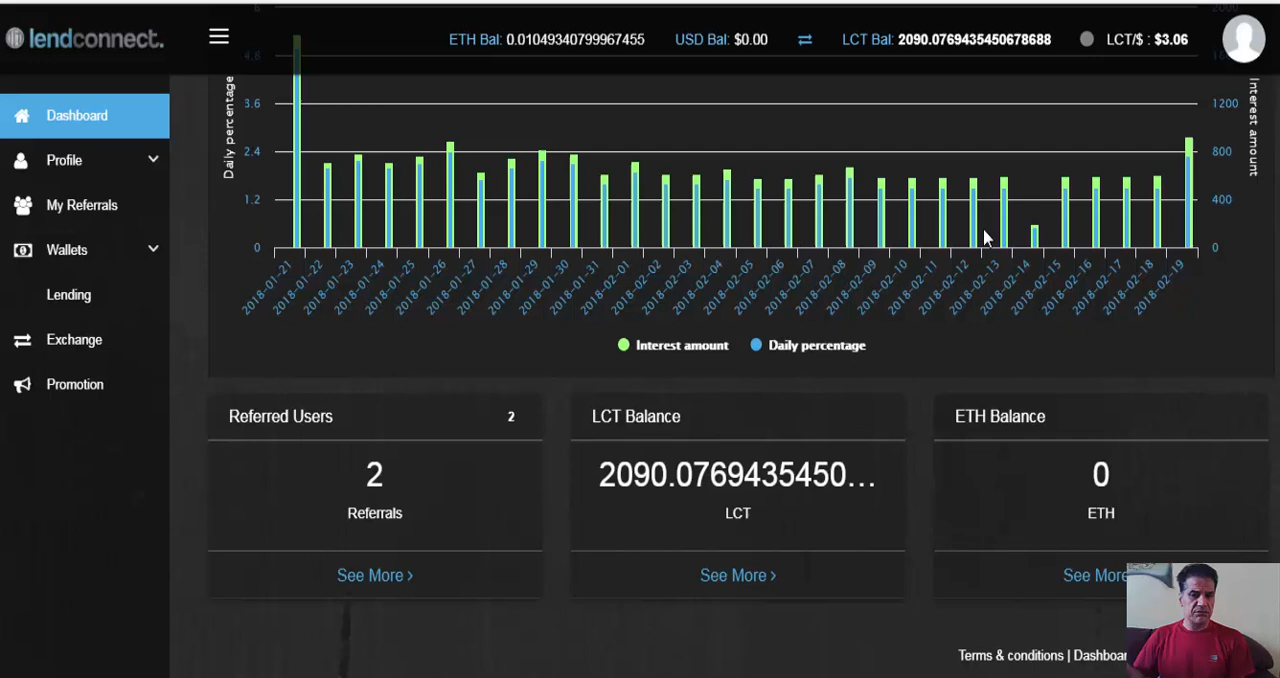 lendconnect.
ETH Bal: 0.01049340799967455
USD Bal: $0.00
LCT Bal: 2090.0769435450678688
LCT/$ : $3.06
Dashboard
Profile
My Referrals
Wallets
Lending
Exchange
Promotion
Daily percentage
6
4.8
3.6
2.4
1.2
0
2000
1200
800
400
0
Interest amount
2018-01-21
2018-01-22
2018-01-23
2018-01-24
2018-01-25
2018-01-26
2018-01-27
2018-01-28
2018-01-29
2018-01-30
2018-01-31
2018-02-01
2018-02-02
2018-02-03
2018-02-04
2018-02-05
2018-02-06
2018-02-07
2018-02-08
2018-02-09
2018-02-10
2018-02-11
2018-02-12
2018-02-13
2018-02-14
2018-02-15
2018-02-16
2018-02-17
2018-02-18
2018-02-19
Interest amount
Daily percentage
Referred Users 2
2
Referrals
See More ›
LCT Balance
2090.0769435450...
LCT
See More ›
ETH Balance
0
ETH
See More
Terms & conditions | Dashboar